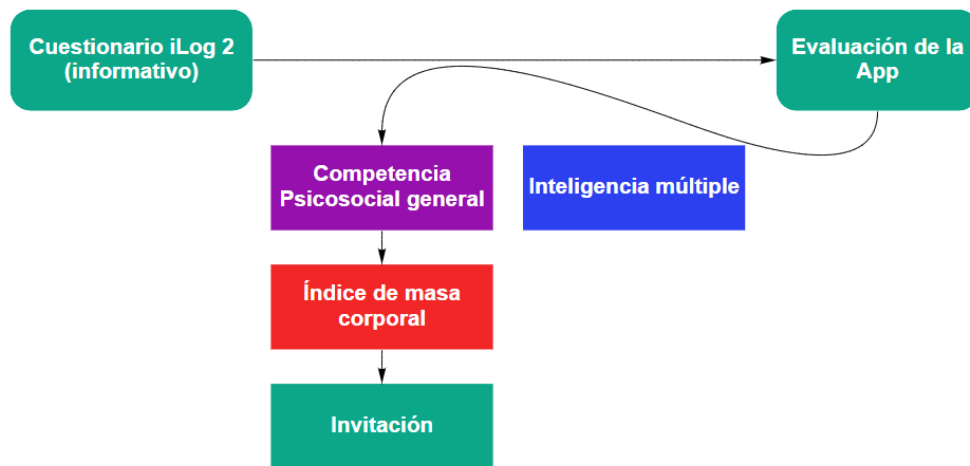 Cuestionario iLog 2
(informativo)
Evaluación de la
App
Competencia
Psicosocial general
Inteligencia múltiple
Índice de masa
corporal
Invitación